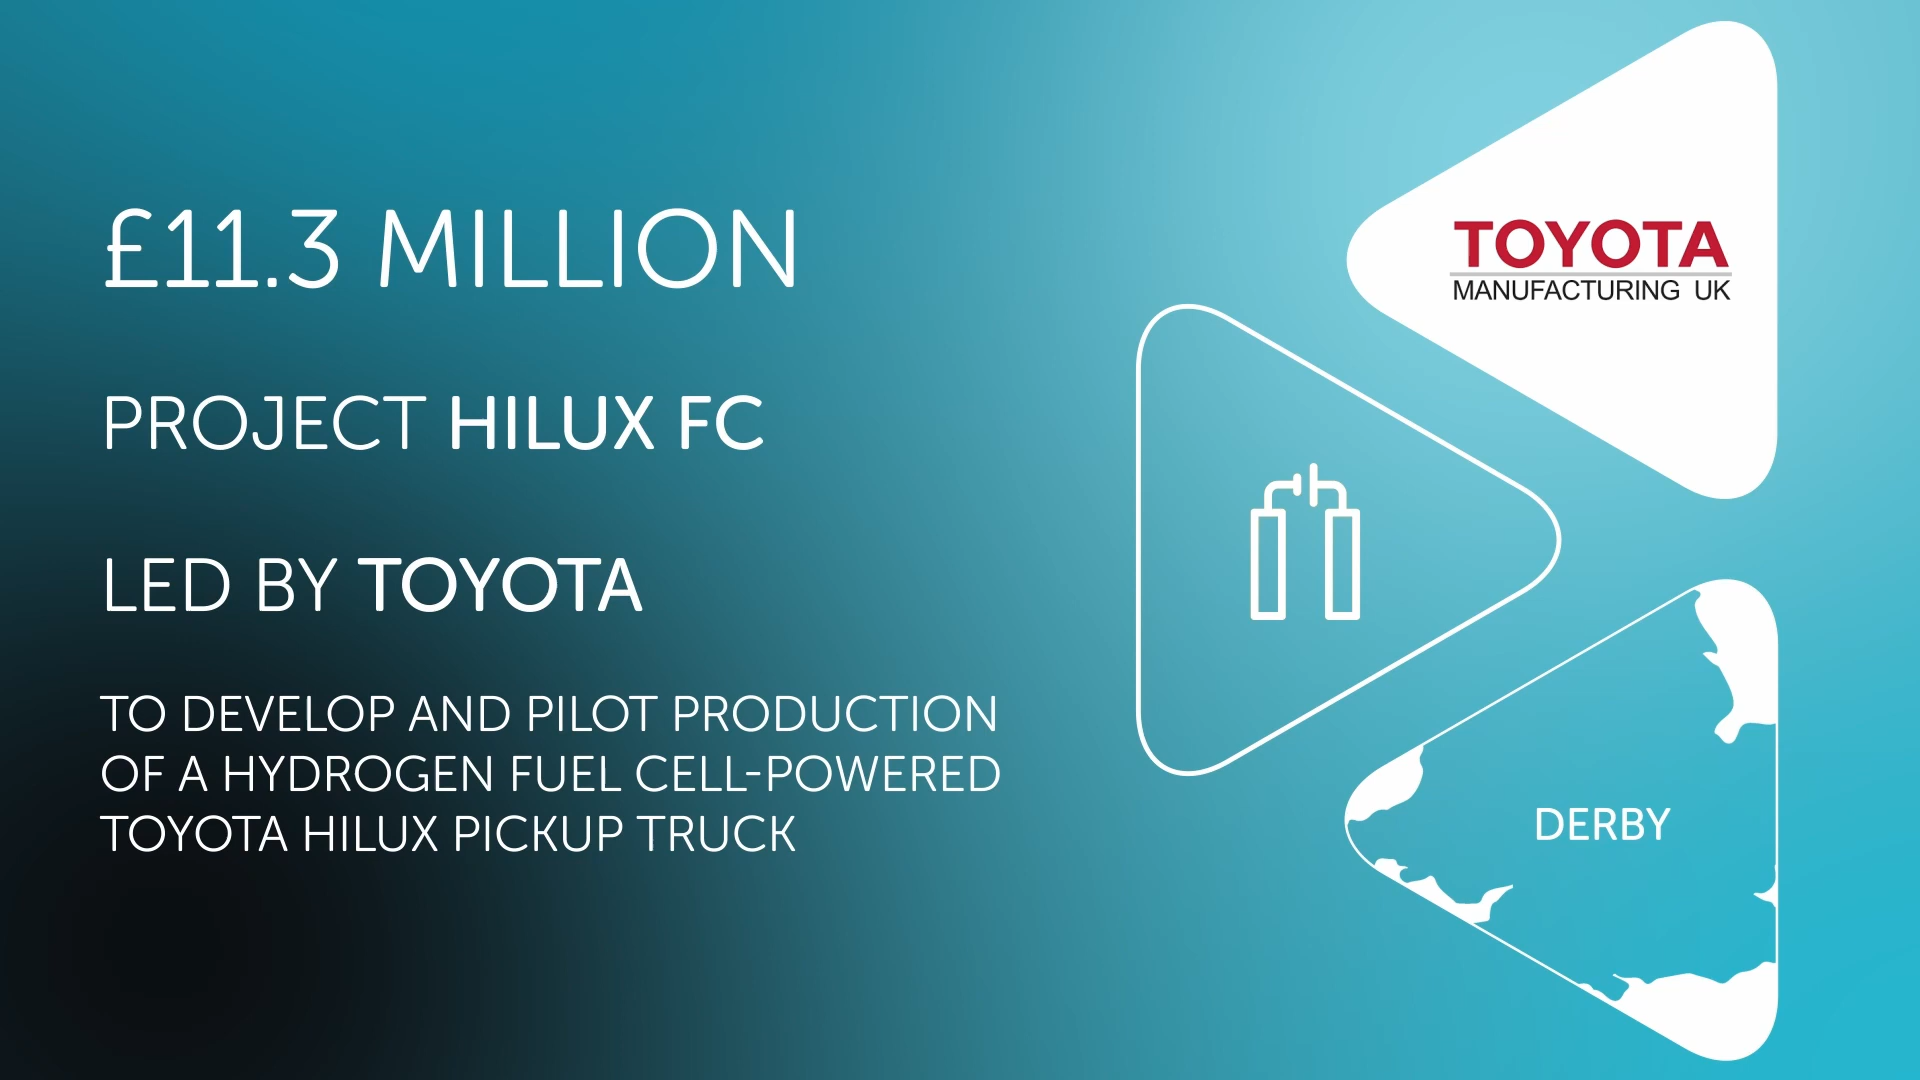 £11.3 MILLION
PROJECT HILUX FC
LED BY TOYOTA
TO DEVELOP AND PILOT PRODUCTION
OF A HYDROGEN FUEL CELL-POWERED
TOYOTA HILUX PICKUP TRUCK
TOYOTA
MANUFACTURING UK
DERBY